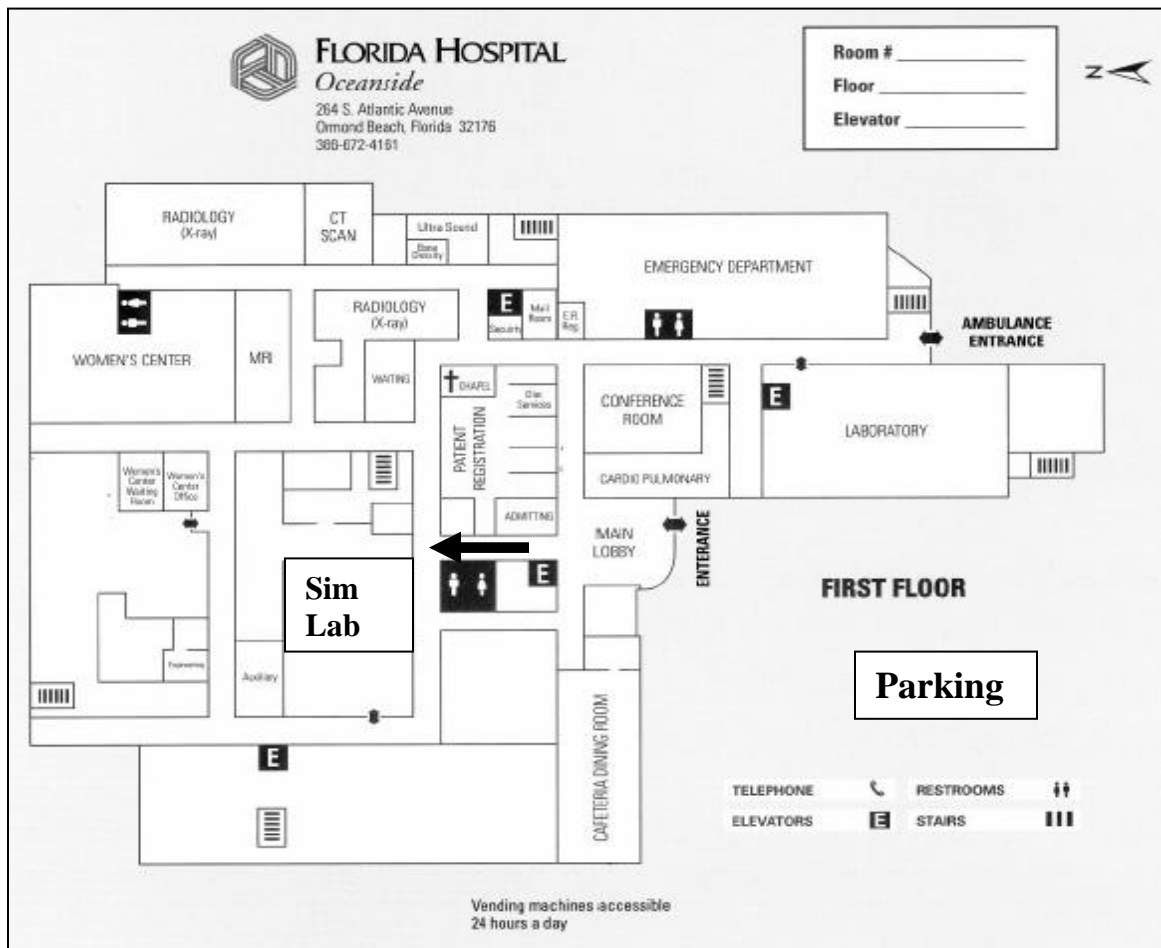 FLORIDA HOSPITAL
Oceanside
264 S. Atlantic Avenue
Ormond Beach, Florida 32176
386-672-4161
Room #
Floor
Elevator
N
RADIOLOGY
(X-ray)
CT
SCAN
Ultra Sound
Bone
Density
EMERGENCY DEPARTMENT
AMBULANCE
ENTRANCE
WOMEN'S CENTER
MRI
RADIOLOGY
(X-ray)
WAITING
E
Security
Mail
Room
E.R.
Reg.
CHAPEL
PATIENT
REGISTRATION
Services
ADMITTING
CONFERENCE
ROOM
CARDIO PULMONARY
E
LABORATORY
Women's
Center
Waiting
Room
Women's
Center
Office
MAIN
LOBBY
ENTERANCE
E
Sim
Lab
FIRST FLOOR
Parking
Engineering
Auxiliary
E
CAFETERIA DINING ROOM
TELEPHONE
RESTROOMS
ELEVATORS
E
STAIRS
Vending machines accessible
24 hours a day